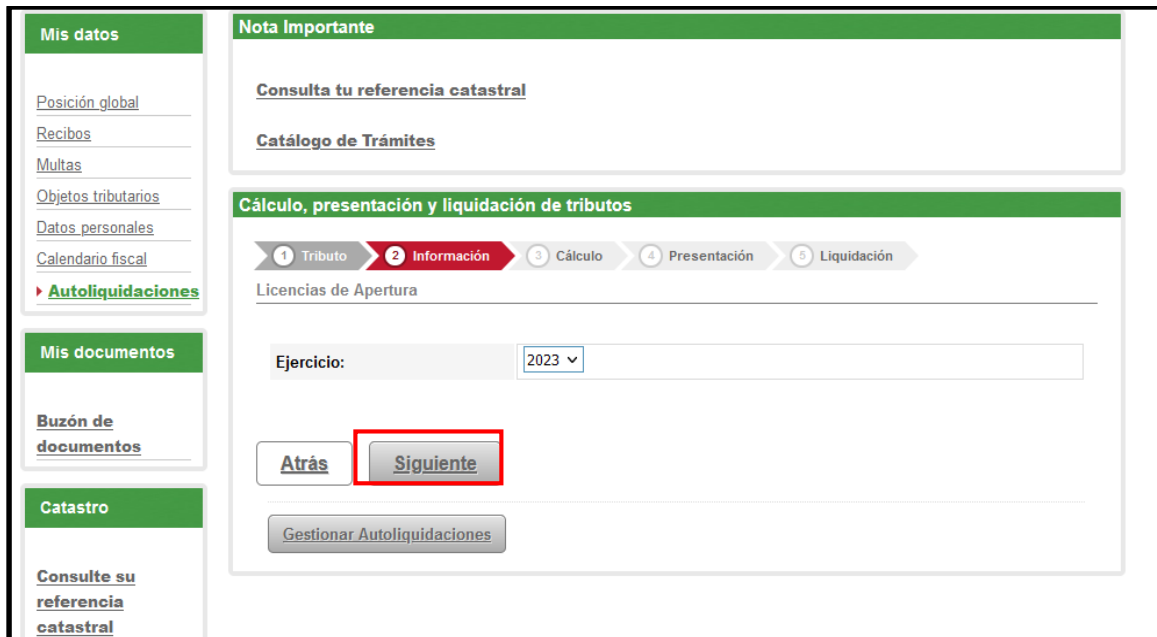 Mis datos
Posición global
Recibos
Multas
Objetos tributarios
Datos personales
Calendario fiscal
Autoliquidaciones
Mis documentos
Buzón de
documentos
Catastro
Consulte su
referencia
catastral
Nota Importante
Consulta tu referencia catastral
Catálogo de Trámites
Cálculo, presentación y liquidación de tributos
1 Tributo 2 Información 3 Cálculo 4 Presentación 5 Liquidación
Licencias de Apertura
Ejercicio: 2023
Atrás Siguiente
Gestionar Autoliquidaciones